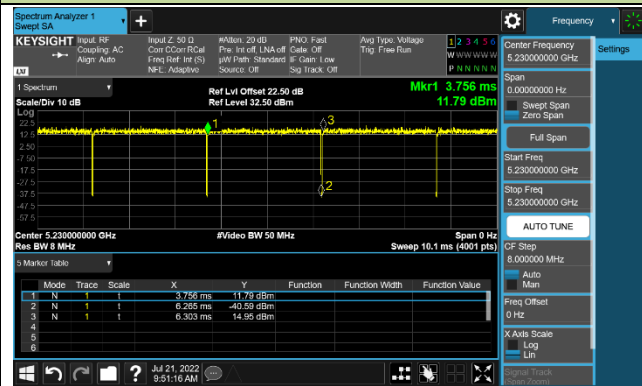 Spectrum Analyzer 1
Swept SA
Frequency
KEYSIGHT
Input: RF
Coupling: AC
Align: Auto
Input Z: 50 Ω
Corr CCorr RCal
Freq Ref: Int (S)
NFE: Adaptive
#Atten: 20 dB
Pre: Int off, LNA off
µW Path: Standard
Source: Off
PNO: Fast
Gate: Off
IF Gain: Low
Sig Track: Off
Avg Type: Voltage
Trig: Free Run
1 2 3 4 5 6
W W W W W W
P N N N N N
LXI
1 Spectrum
Scale/Div 10 dB
Ref Lvl Offset 22.50 dB
Ref Level 32.50 dBm
Mkr1 3.756 ms
11.79 dBm
Log
22.5
12.5
2.50
-7.50
-17.5
-27.5
-37.5
-47.5
-57.5
1
3
2
Center 5.230000000 GHz
#Video BW 50 MHz
Span 0 Hz
Res BW 8 MHz
Sweep 10.1 ms (4001 pts)
5 Marker Table
Mode Trace Scale X Y Function Function Width Function Value
1 N 1 t 3.756 ms 11.79 dBm
2 N 1 t 6.265 ms -40.59 dBm
3 N 1 t 6.303 ms 14.95 dBm
4
5
6
Jul 21, 2022
9:51:16 AM
Center Frequency
5.230000000 GHz
Settings
Span
0.00000000 Hz
Swept Span
Zero Span
Full Span
Start Freq
5.230000000 GHz
Stop Freq
5.230000000 GHz
AUTO TUNE
CF Step
8.000000 MHz
Auto
Man
Freq Offset
0 Hz
X Axis Scale
Log
Lin
Signal Track
(Span Zoom)